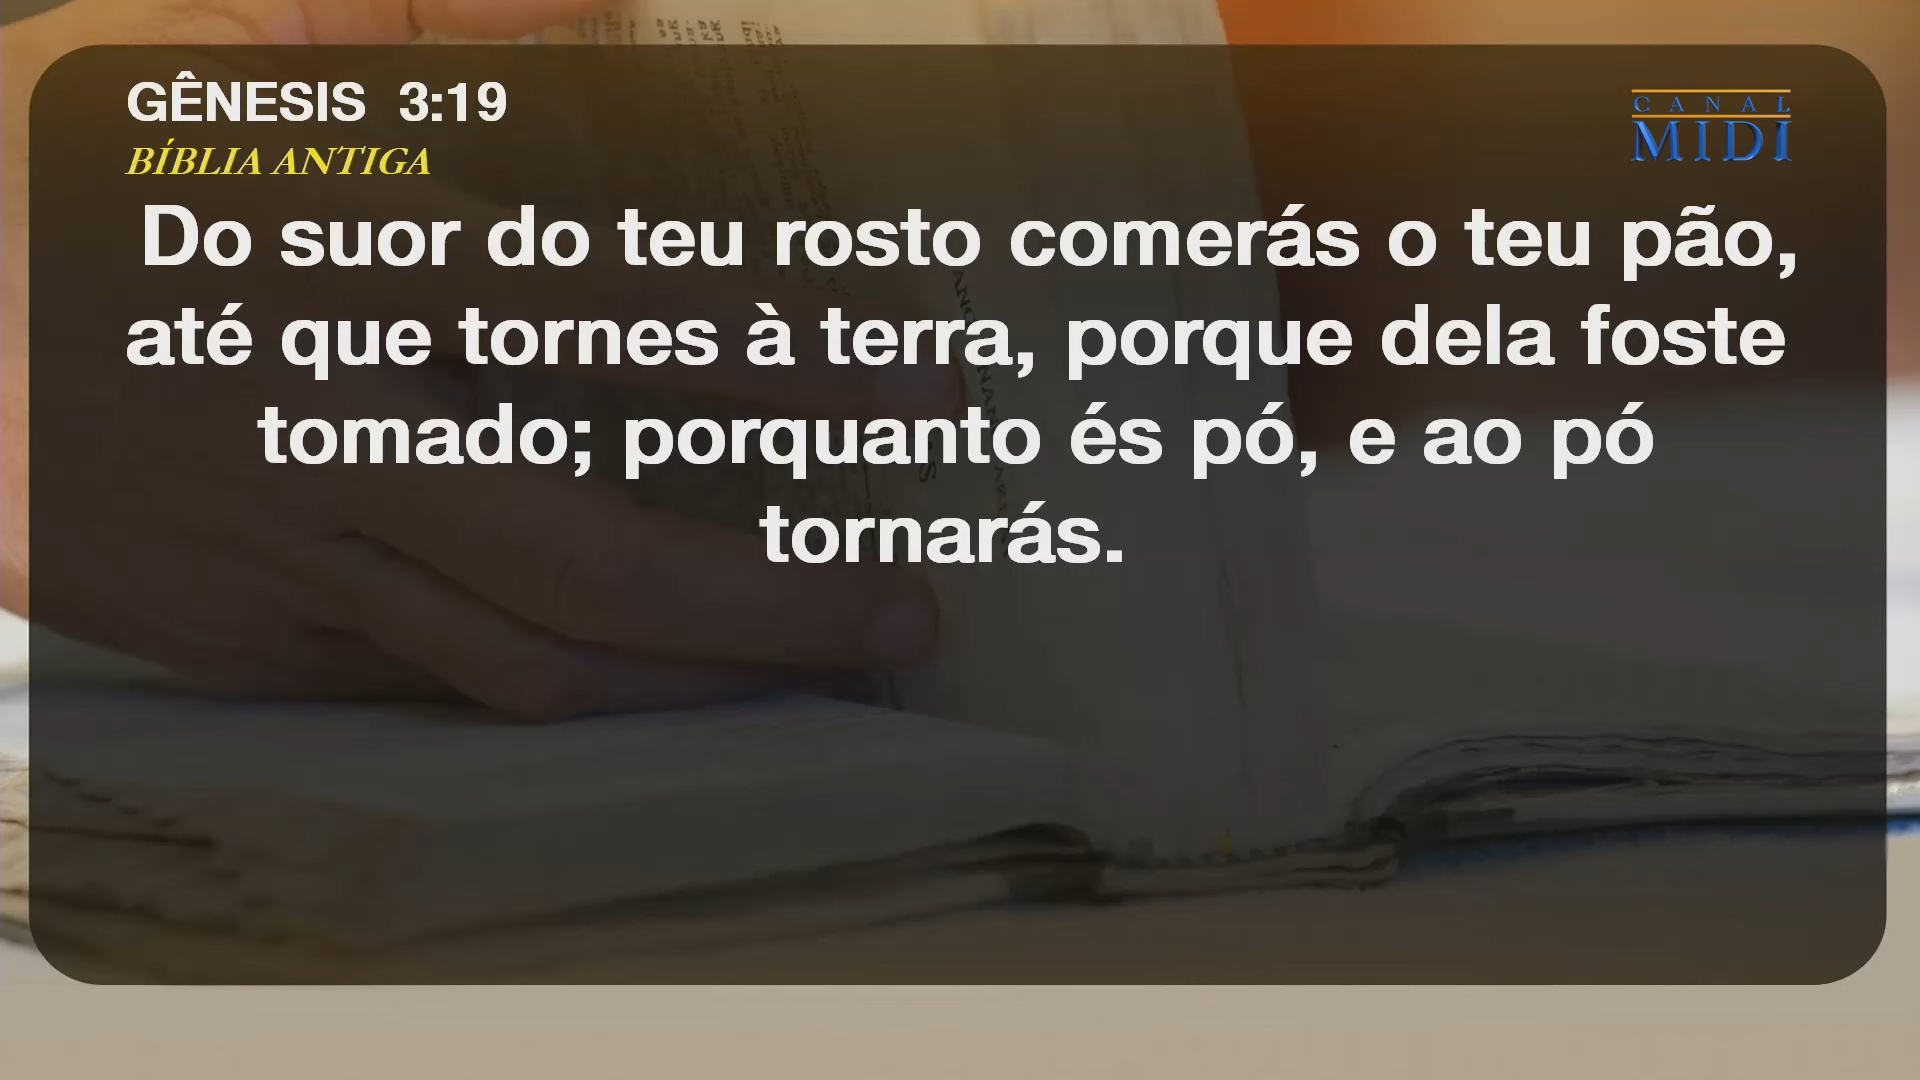 GÊNESIS 3:19
CANAL
MIDI
BÍBLIA ANTIGA
Do suor do teu rosto comerás o teu pão,
até que tornes à terra, porque dela foste
tomado; porquanto és pó, e ao pó
tornarás.